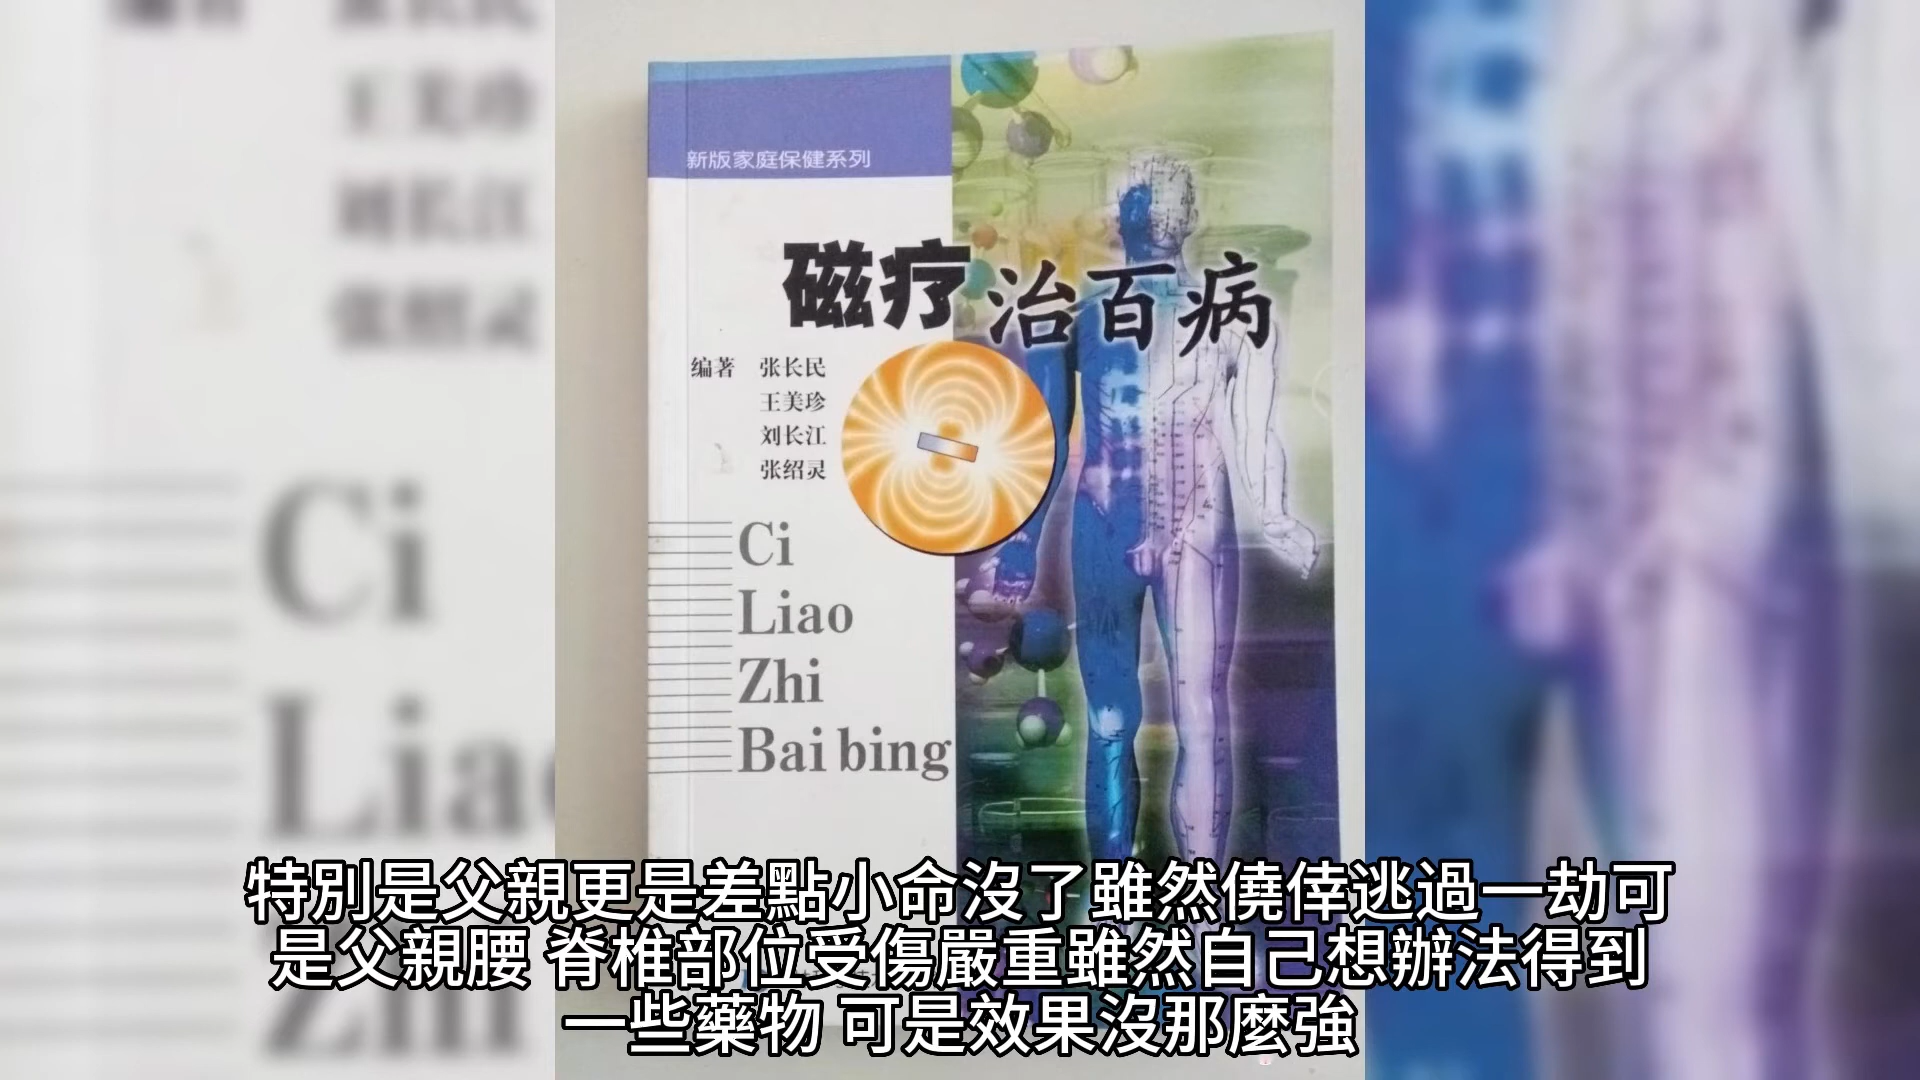 新版家庭保健系列
磁疗治百病
编著 张长民
王美珍
刘长江
张绍灵
Ci
Liao
Zhi
Bai bing
特別是父親更是差點小命沒了雖然僥倖逃過一劫可
是父親腰 脊椎部位受傷嚴重雖然自己想辦法得到
一些藥物 可是效果沒那麼強